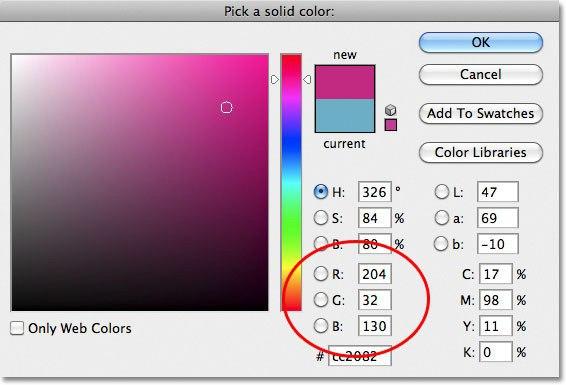 Pick a solid color:
new
current
OK
Cancel
Add To Swatches
Color Libraries
H: 326 °
S: 84 %
B: 80 %
R: 204
G: 32
B: 130
# cc2082
L: 47
a: 69
b: -10
C: 17 %
M: 98 %
Y: 11 %
K: 0 %
Only Web Colors